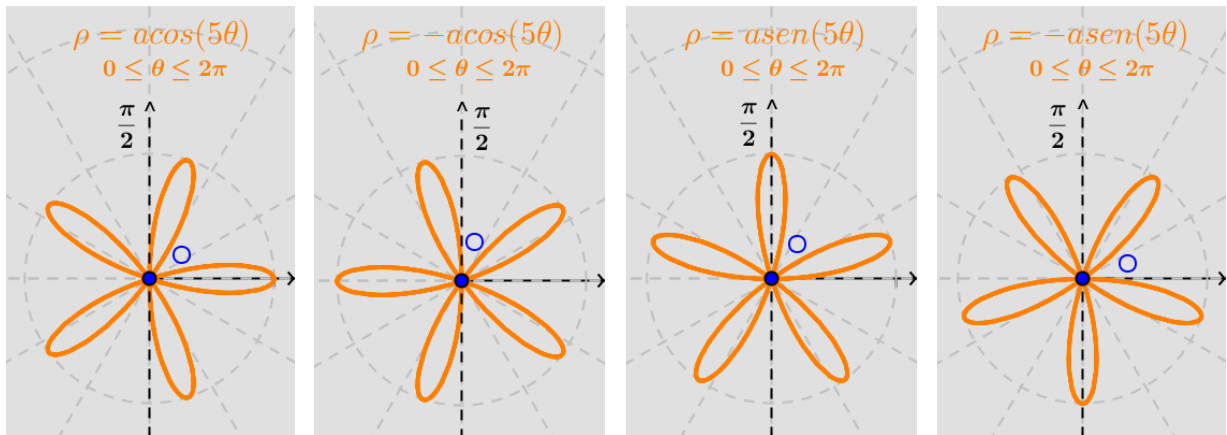 ρ = acos(5θ)
0 ≤ θ ≤ 2π
π/2
O
ρ = −acos(5θ)
0 ≤ θ ≤ 2π
π/2
O
ρ = asen(5θ)
0 ≤ θ ≤ 2π
π/2
O
ρ = −asen(5θ)
0 ≤ θ ≤ 2π
π/2
O